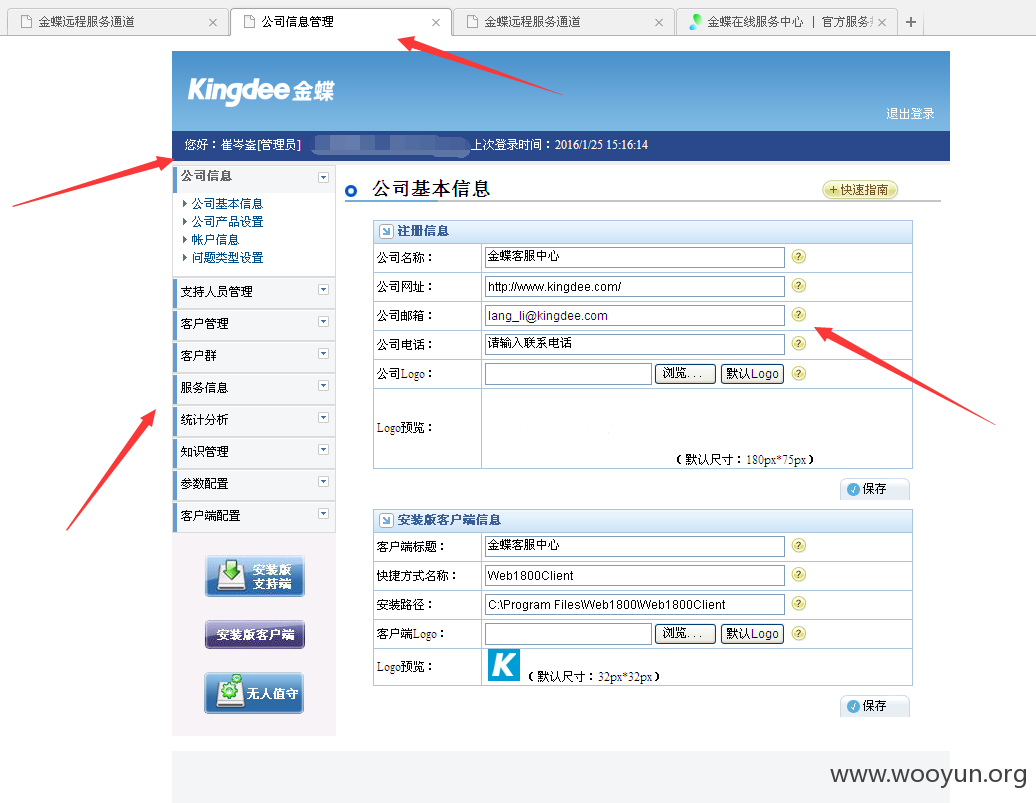 金蝶远程服务通道
公司信息管理
金蝶远程服务通道
金蝶在线服务中心 | 官方服务
Kingdee金蝶
退出登录
您好：崔岑崟[管理员] 上次登录时间：2016/1/25 15:16:14
公司信息
公司基本信息
公司产品设置
帐户信息
问题类型设置
支持人员管理
客户管理
客户群
服务信息
统计分析
知识管理
参数配置
客户端配置
安装版
支持端
安装版客户端
无人值守
公司基本信息
快速指南
注册信息
公司名称：金蝶客服中心
公司网址：http://www.kingdee.com/
公司邮箱：lang_li@kingdee.com
公司电话：请输入联系电话
公司Logo：浏览... 默认Logo
Logo预览：
（默认尺寸：180px*75px）
保存
安装版客户端信息
客户端标题：金蝶客服中心
快捷方式名称：Web1800Client
安装路径：C:\Program Files\Web1800\Web1800Client
客户端Logo：浏览... 默认Logo
Logo预览：K（默认尺寸：32px*32px）
保存
www.wooyun.org